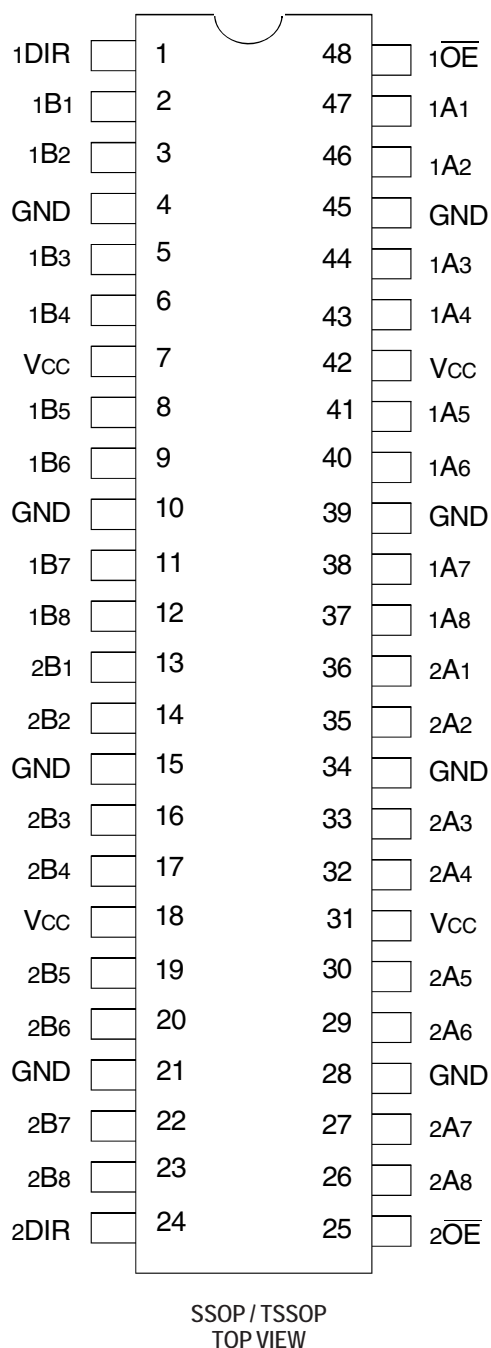 1DIR 1 48 1O̅E̅
1B1 2 47 1A1
1B2 3 46 1A2
GND 4 45 GND
1B3 5 44 1A3
1B4 6 43 1A4
VCC 7 42 VCC
1B5 8 41 1A5
1B6 9 40 1A6
GND 10 39 GND
1B7 11 38 1A7
1B8 12 37 1A8
2B1 13 36 2A1
2B2 14 35 2A2
GND 15 34 GND
2B3 16 33 2A3
2B4 17 32 2A4
VCC 18 31 VCC
2B5 19 30 2A5
2B6 20 29 2A6
GND 21 28 GND
2B7 22 27 2A7
2B8 23 26 2A8
2DIR 24 25 2O̅E̅
SSOP / TSSOP
TOP VIEW